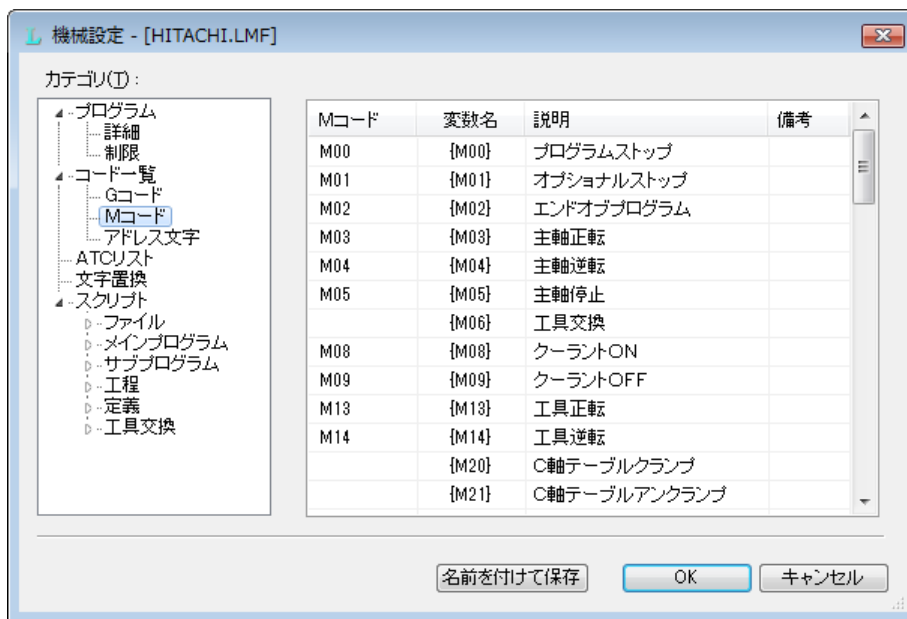 機械設定 - [HITACHI.LMF]
カテゴリ(T):
プログラム
詳細
制限
コード一覧
Gコード
Mコード
アドレス文字
ATCリスト
文字置換
スクリプト
ファイル
メインプログラム
サブプログラム
工程
定義
工具交換
Mコード 変数名 説明 備考
M00 {M00} プログラムストップ
M01 {M01} オプショナルストップ
M02 {M02} エンドオブプログラム
M03 {M03} 主軸正転
M04 {M04} 主軸逆転
M05 {M05} 主軸停止
{M06} 工具交換
M08 {M08} クーラントON
M09 {M09} クーラントOFF
M13 {M13} 工具正転
M14 {M14} 工具逆転
{M20} C軸テーブルクランプ
{M21} C軸テーブルアンクランプ
名前を付けて保存 OK キャンセル